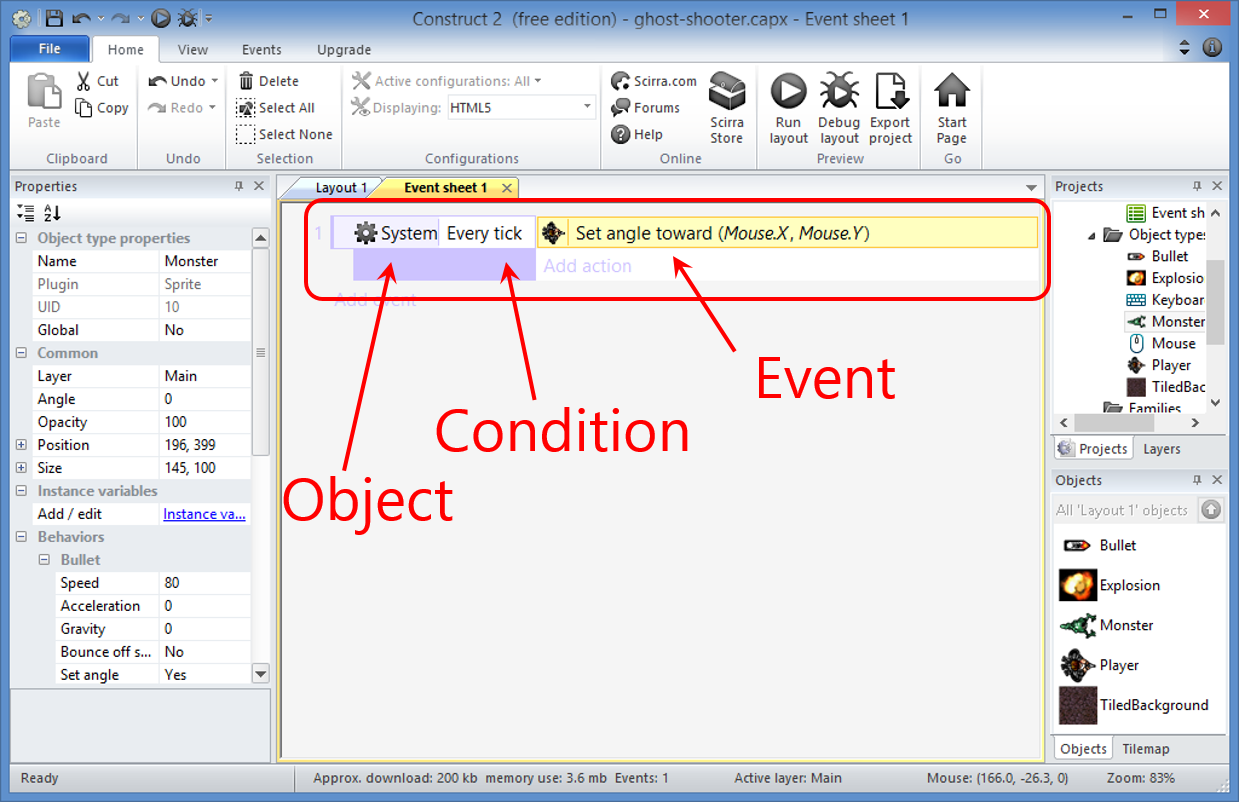 Construct 2 (free edition) - ghost-shooter.capx - Event sheet 1
File Home View Events Upgrade
Paste
Cut
Copy
Clipboard
Undo
Redo
Undo
Delete
Select All
Select None
Selection
Active configurations: All
Displaying: HTML5
Configurations
Scirra.com
Forums
Help
Scirra
Store
Online
Run
layout
Debug
layout
Export
project
Preview
Start
Page
Go
Properties
Object type properties
Name Monster
Plugin Sprite
UID 10
Global No
Common
Layer Main
Angle 0
Opacity 100
Position 196, 399
Size 145, 100
Instance variables
Add / edit Instance va...
Behaviors
Bullet
Speed 80
Acceleration 0
Gravity 0
Bounce off s... No
Set angle Yes
Layout 1 Event sheet 1
1 System Every tick Set angle toward (Mouse.X, Mouse.Y)
Add action
Add event
Event
Condition
Object
Projects
Event sh
Object types
Bullet
Explosio
Keyboar
Monster
Mouse
Player
TiledBac
Families
Projects Layers
Objects
All 'Layout 1' objects
Bullet
Explosion
Monster
Player
TiledBackground
Objects Tilemap
Ready Approx. download: 200 kb memory use: 3.6 mb Events: 1 Active layer: Main Mouse: (166.0, -26.3, 0) Zoom: 83%